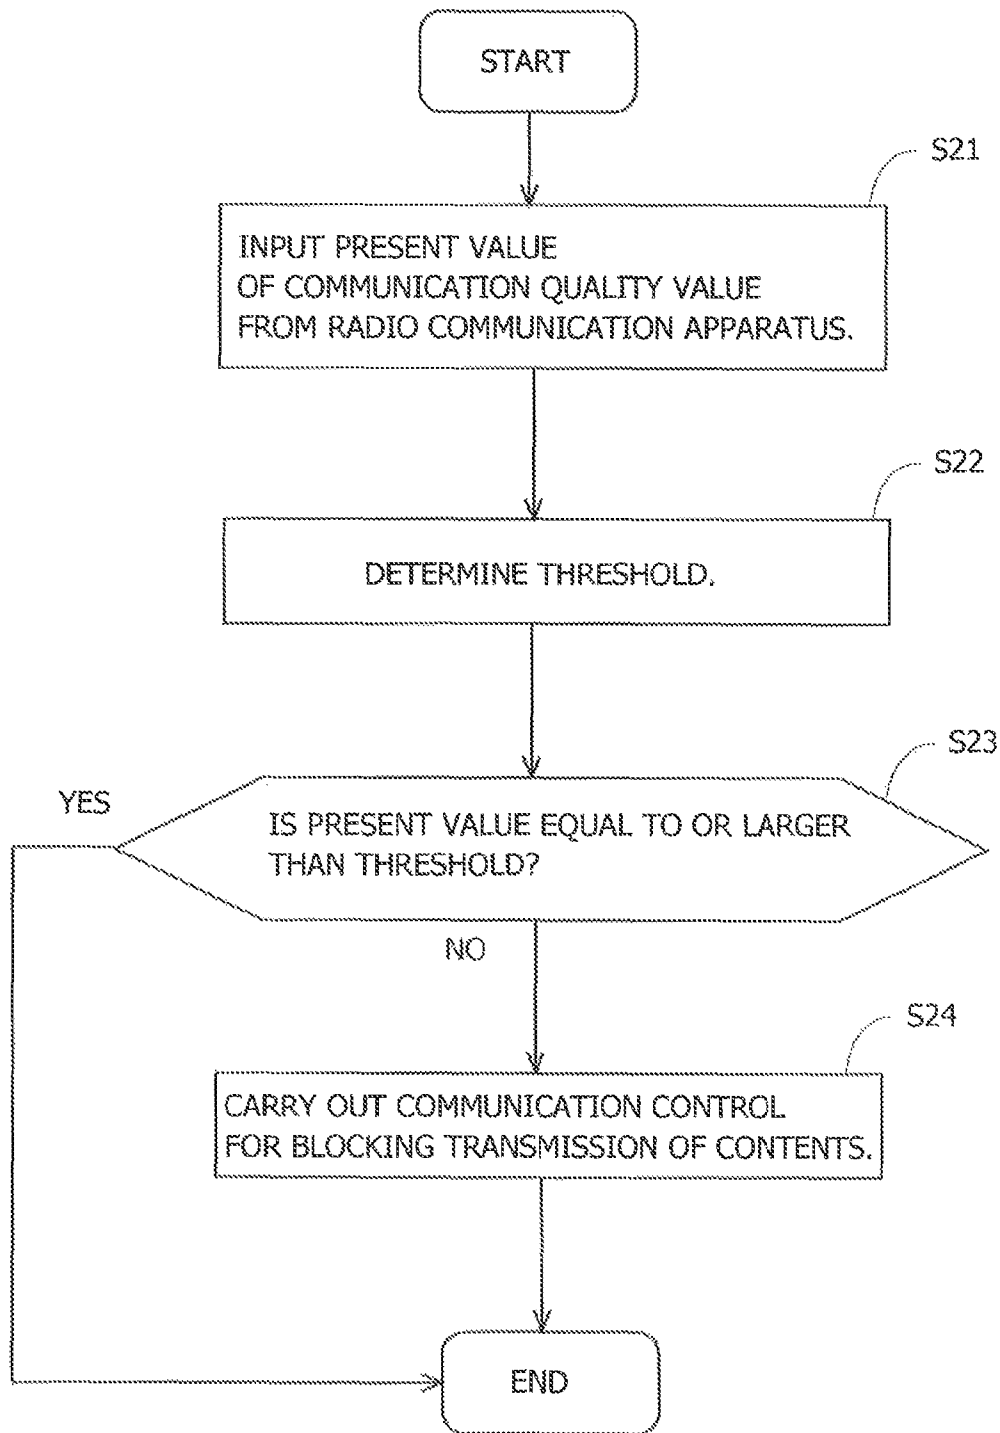 START
S21
INPUT PRESENT VALUE
OF COMMUNICATION QUALITY VALUE
FROM RADIO COMMUNICATION APPARATUS.
S22
DETERMINE THRESHOLD.
S23
YES
IS PRESENT VALUE EQUAL TO OR LARGER
THAN THRESHOLD?
NO
S24
CARRY OUT COMMUNICATION CONTROL
FOR BLOCKING TRANSMISSION OF CONTENTS.
END